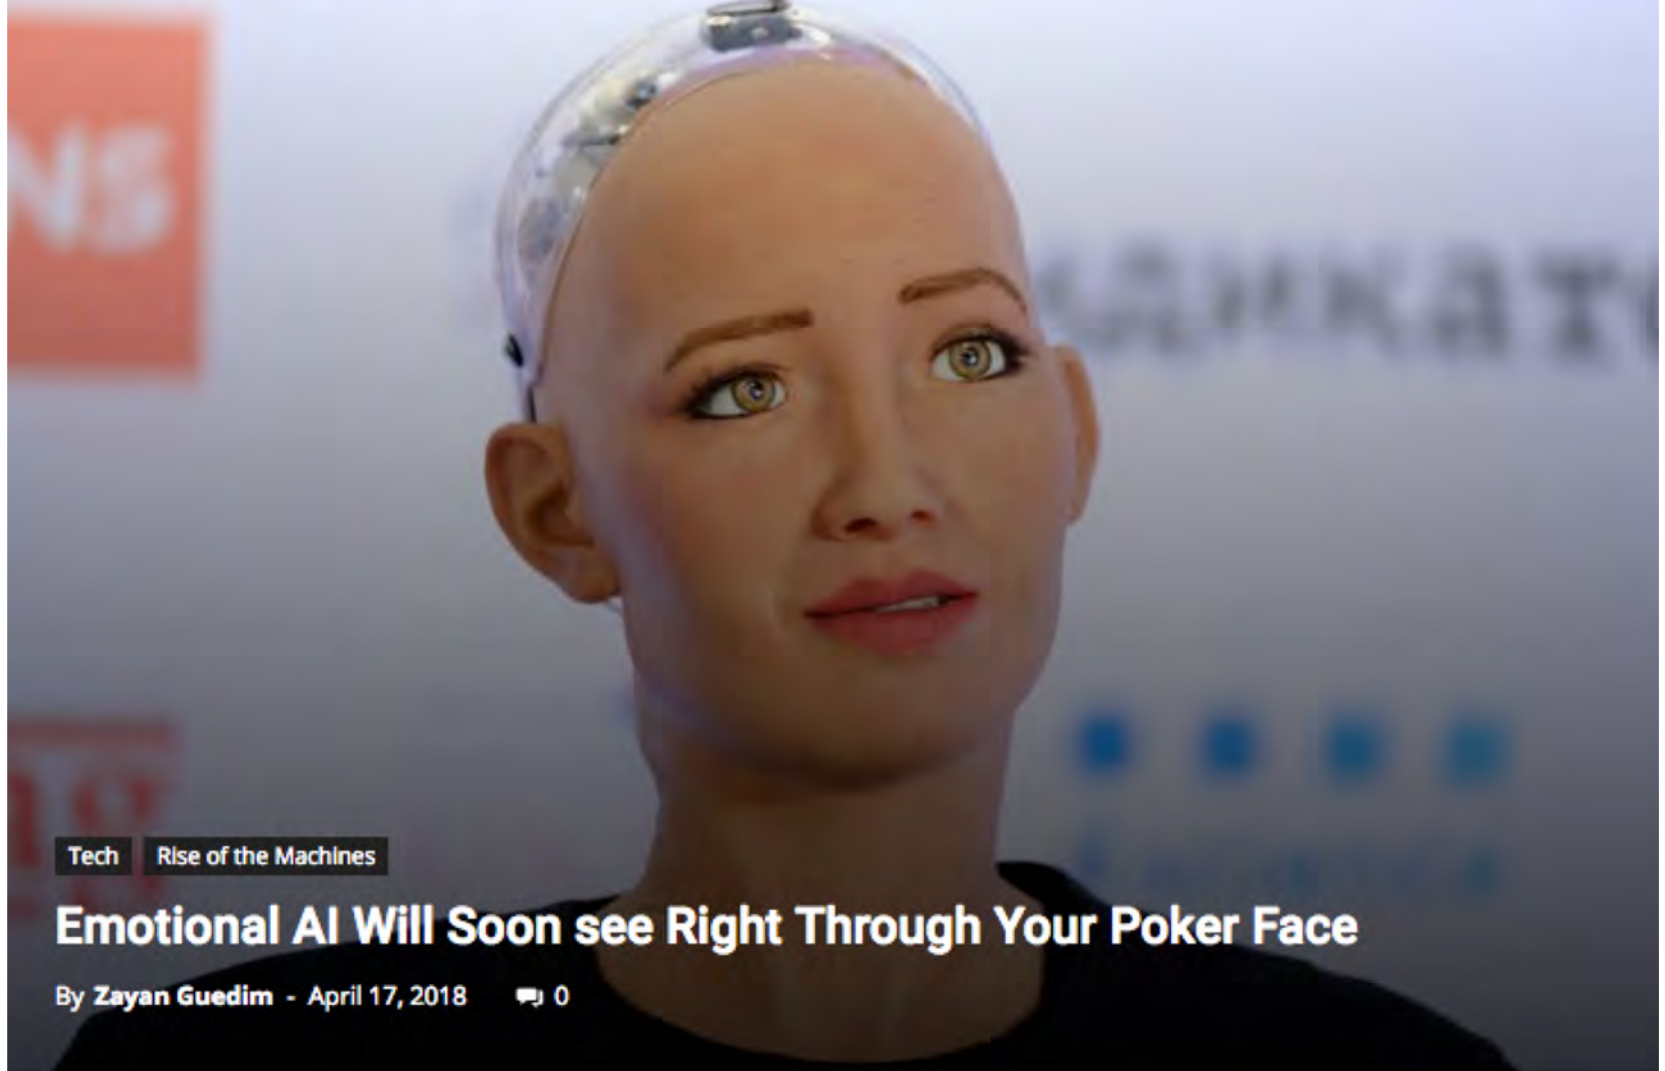 NS
Tech
Rise of the Machines
Emotional AI Will Soon see Right Through Your Poker Face
By Zayan Guedim - April 17, 2018 0